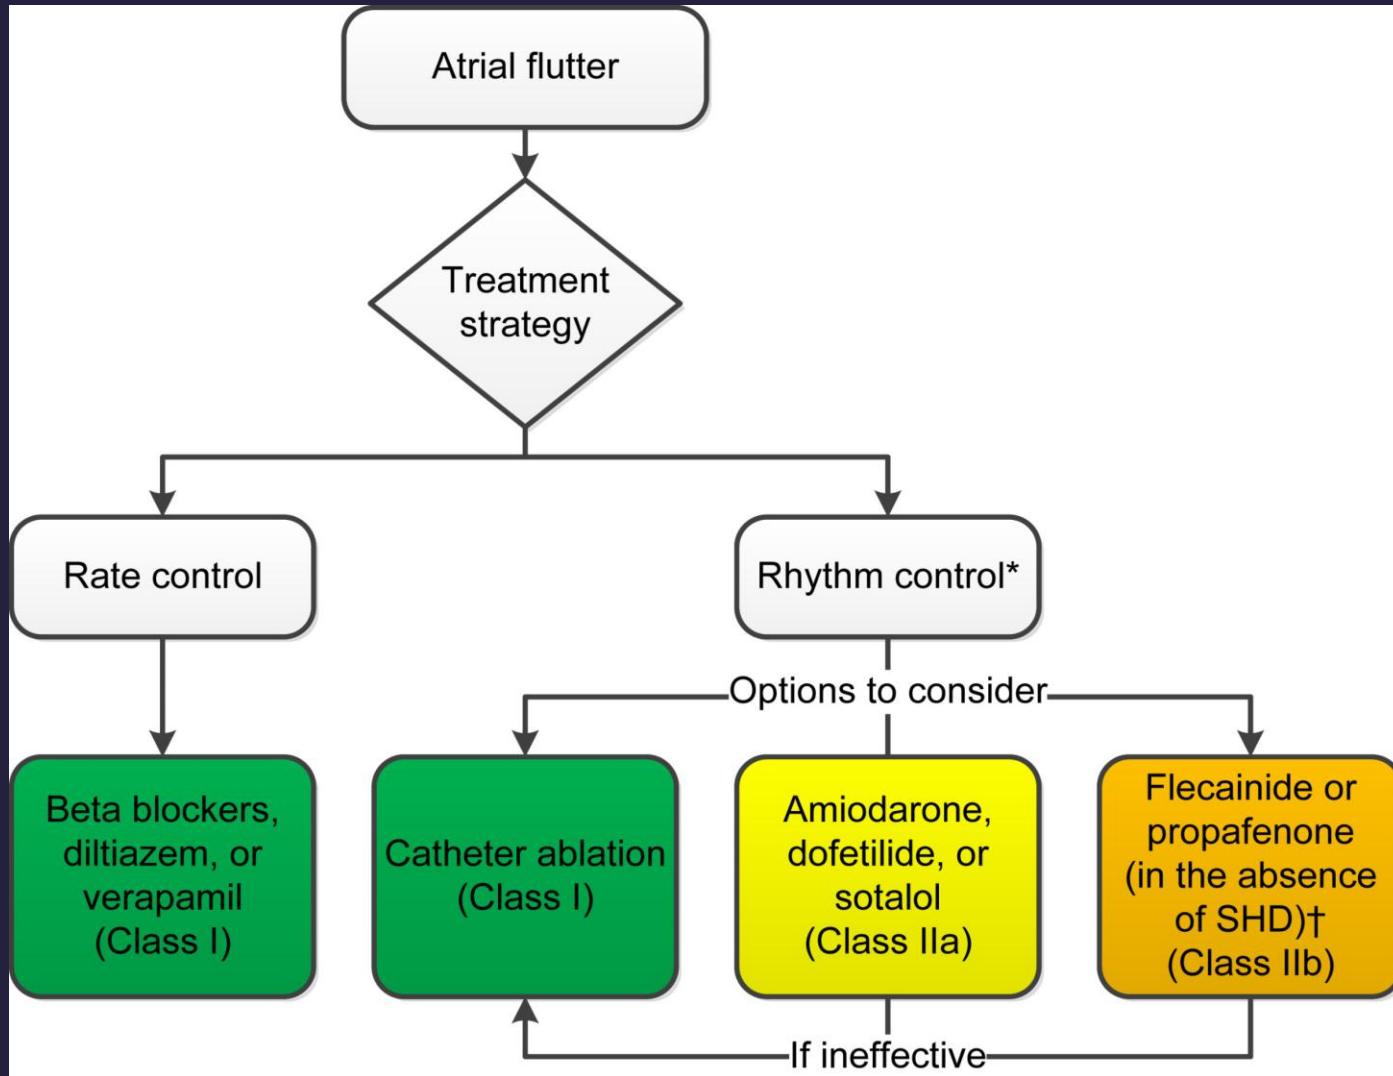 Atrial flutter
Treatment
strategy
Rate control
Rhythm control*
Options to consider
Beta blockers,
diltiazem, or
verapamil
(Class I)
Catheter ablation
(Class I)
Amiodarone,
dofetilide, or
sotalol
(Class IIa)
Flecainide or
propafenone
(in the absence
of SHD)†
(Class IIb)
If ineffective